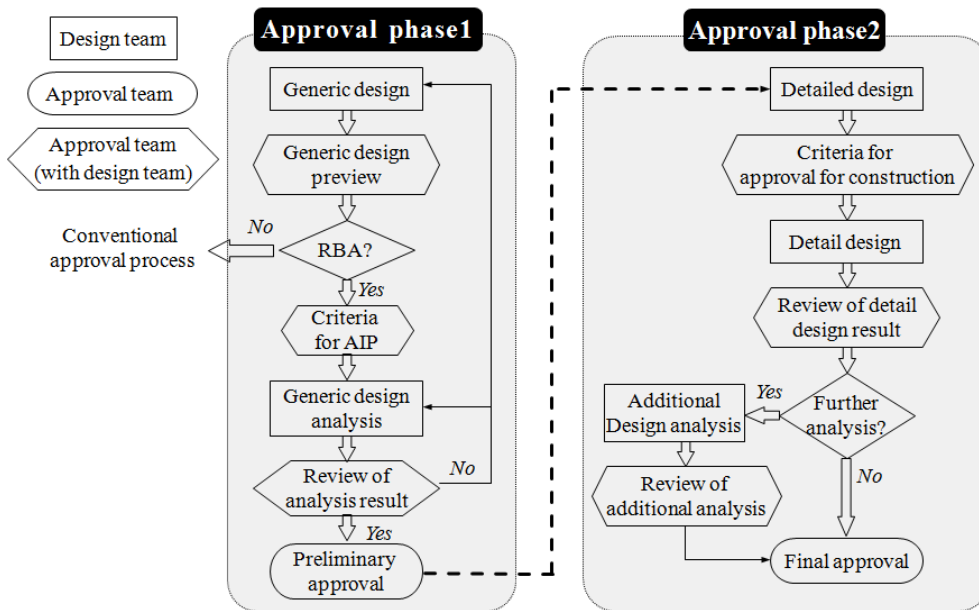 Design team
Approval team
Approval team
(with design team)
Approval phase1
Generic design
Generic design
preview
RBA?
No
Conventional
approval process
Yes
Criteria
for AIP
Generic design
analysis
Review of
analysis result
No
Yes
Preliminary
approval
Approval phase2
Detailed design
Criteria for
approval for construction
Detail design
Review of detail
design result
Further
analysis?
Yes
Additional
Design analysis
Review of
additional analysis
No
Final approval